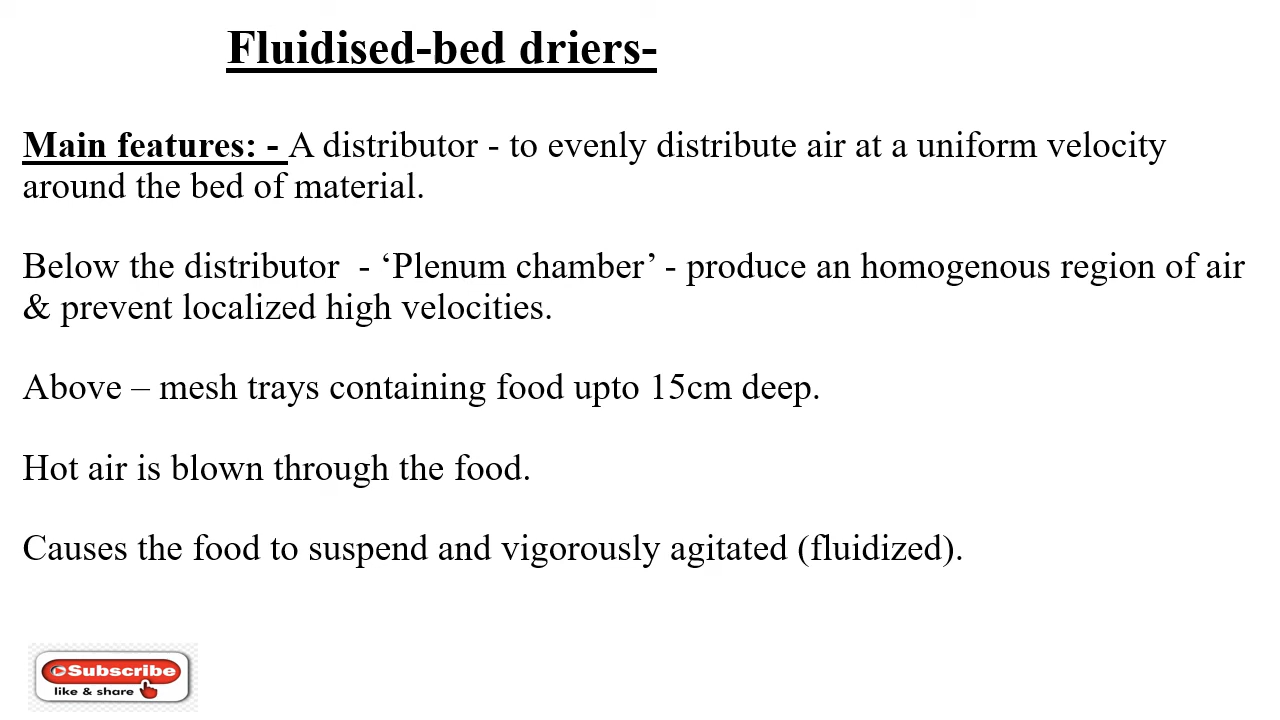 Fluidised-bed driers-
Main features: - A distributor - to evenly distribute air at a uniform velocity
around the bed of material.
Below the distributor  - ‘Plenum chamber’ - produce an homogenous region of air
& prevent localized high velocities.
Above – mesh trays containing food upto 15cm deep.
Hot air is blown through the food.
Causes the food to suspend and vigorously agitated (fluidized).
Subscribe
like & share